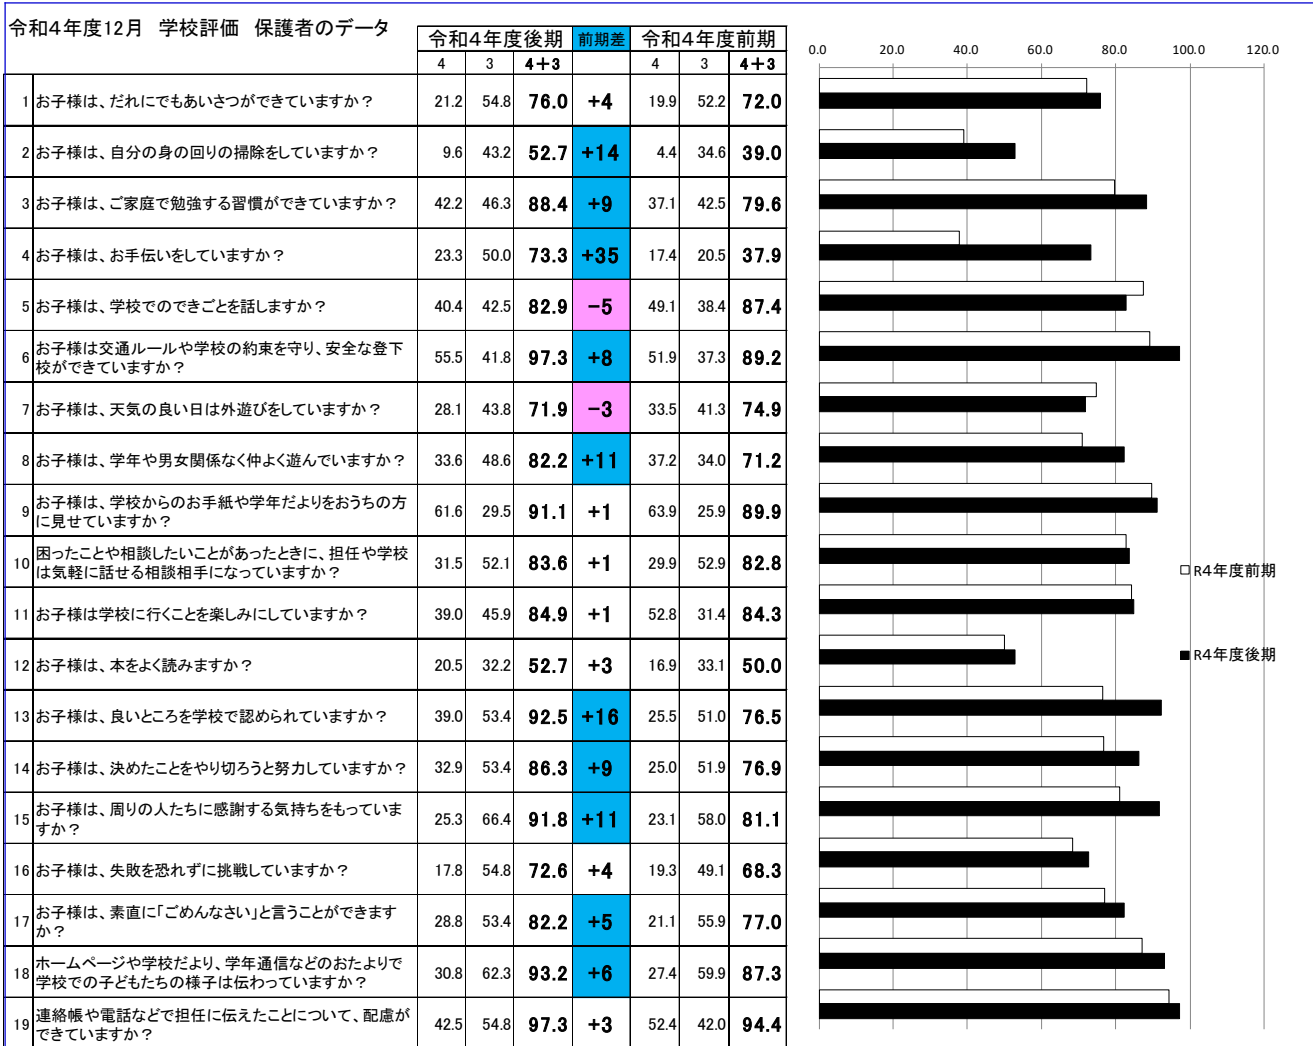 令和4年度12月 学校評価 保護者のデータ
令和4年度後期 前期差 令和4年度前期
4 3 4+3 4 3 4+3
0.0 20.0 40.0 60.0 80.0 100.0 120.0
1 お子様は、だれにでもあいさつができていますか？ 21.2 54.8 76.0 +4 19.9 52.2 72.0
2 お子様は、自分の身の回りの掃除をしていますか？ 9.6 43.2 52.7 +14 4.4 34.6 39.0
3 お子様は、ご家庭で勉強する習慣ができていますか？ 42.2 46.3 88.4 +9 37.1 42.5 79.6
4 お子様は、お手伝いをしていますか？ 23.3 50.0 73.3 +35 17.4 20.5 37.9
5 お子様は、学校でのできごとを話しますか？ 40.4 42.5 82.9 -5 49.1 38.4 87.4
6 お子様は交通ルールや学校の約束を守り、安全な登下
校ができていますか？ 55.5 41.8 97.3 +8 51.9 37.3 89.2
7 お子様は、天気の良い日は外遊びをしていますか？ 28.1 43.8 71.9 -3 33.5 41.3 74.9
8 お子様は、学年や男女関係なく仲よく遊んでいますか？ 33.6 48.6 82.2 +11 37.2 34.0 71.2
9 お子様は、学校からのお手紙や学年だよりをおうちの方
に見せていますか？ 61.6 29.5 91.1 +1 63.9 25.9 89.9
10 困ったことや相談したいことがあったときに、担任や学校
は気軽に話せる相談相手になっていますか？ 31.5 52.1 83.6 +1 29.9 52.9 82.8
R4年度前期
11 お子様は学校に行くことを楽しみにしていますか？ 39.0 45.9 84.9 +1 52.8 31.4 84.3
12 お子様は、本をよく読みますか？ 20.5 32.2 52.7 +3 16.9 33.1 50.0
R4年度後期
13 お子様は、良いところを学校で認められていますか？ 39.0 53.4 92.5 +16 25.5 51.0 76.5
14 お子様は、決めたことをやり切ろうと努力していますか？ 32.9 53.4 86.3 +9 25.0 51.9 76.9
15 お子様は、周りの人たちに感謝する気持ちをもっていま
すか？ 25.3 66.4 91.8 +11 23.1 58.0 81.1
16 お子様は、失敗を恐れずに挑戦していますか？ 17.8 54.8 72.6 +4 19.3 49.1 68.3
17 お子様は、素直に「ごめんなさい」と言うことができます
か？ 28.8 53.4 82.2 +5 21.1 55.9 77.0
18 ホームページや学校だより、学年通信などのおたよりで
学校での子どもたちの様子は伝わっていますか？ 30.8 62.3 93.2 +6 27.4 59.9 87.3
19 連絡帳や電話などで担任に伝えたことについて、配慮が
できていますか？ 42.5 54.8 97.3 +3 52.4 42.0 94.4